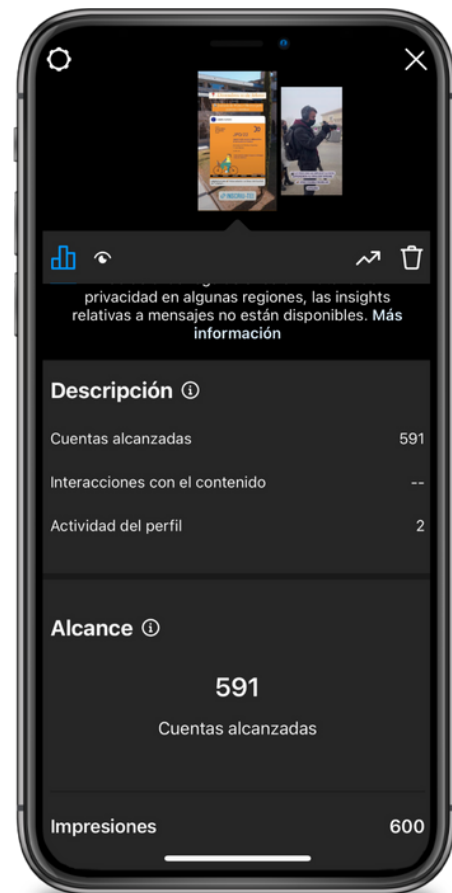 privacidad en algunas regiones, las insights
relativas a mensajes no están disponibles. Más
información
Descripción
Cuentas alcanzadas 591
Interacciones con el contenido --
Actividad del perfil 2
Alcance
591
Cuentas alcanzadas
Impresiones 600